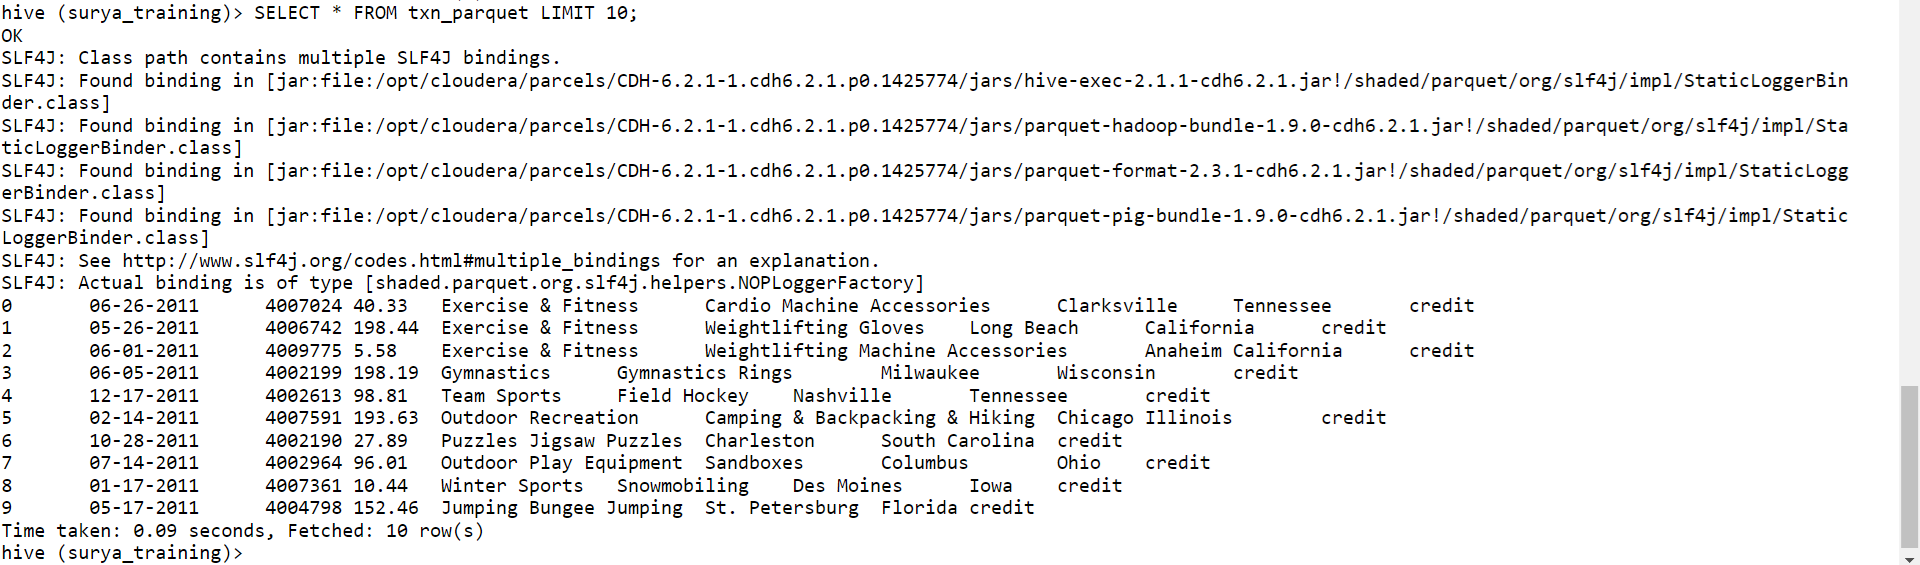 hive (surya_training)> SELECT * FROM txn_parquet LIMIT 10;
OK
SLF4J: Class path contains multiple SLF4J bindings.
SLF4J: Found binding in [jar:file:/opt/cloudera/parcels/CDH-6.2.1-1.cdh6.2.1.p0.1425774/jars/hive-exec-2.1.1-cdh6.2.1.jar!/shaded/parquet/org/slf4j/impl/StaticLoggerBin
der.class]
SLF4J: Found binding in [jar:file:/opt/cloudera/parcels/CDH-6.2.1-1.cdh6.2.1.p0.1425774/jars/parquet-hadoop-bundle-1.9.0-cdh6.2.1.jar!/shaded/parquet/org/slf4j/impl/Sta
ticLoggerBinder.class]
SLF4J: Found binding in [jar:file:/opt/cloudera/parcels/CDH-6.2.1-1.cdh6.2.1.p0.1425774/jars/parquet-format-2.3.1-cdh6.2.1.jar!/shaded/parquet/org/slf4j/impl/StaticLogg
erBinder.class]
SLF4J: Found binding in [jar:file:/opt/cloudera/parcels/CDH-6.2.1-1.cdh6.2.1.p0.1425774/jars/parquet-pig-bundle-1.9.0-cdh6.2.1.jar!/shaded/parquet/org/slf4j/impl/Static
LoggerBinder.class]
SLF4J: See http://www.slf4j.org/codes.html#multiple_bindings for an explanation.
SLF4J: Actual binding is of type [shaded.parquet.org.slf4j.helpers.NOPLoggerFactory]
0       06-26-2011      4007024 40.33   Exercise & Fitness      Cardio Machine Accessories      Clarksville     Tennessee       credit
1       05-26-2011      4006742 198.44  Exercise & Fitness      Weightlifting Gloves    Long Beach      California      credit
2       06-01-2011      4009775 5.58    Exercise & Fitness      Weightlifting Machine Accessories       Anaheim California      credit
3       06-05-2011      4002199 198.19  Gymnastics      Gymnastics Rings        Milwaukee       Wisconsin       credit
4       12-17-2011      4002613 98.81   Team Sports     Field Hockey    Nashville       Tennessee       credit
5       02-14-2011      4007591 193.63  Outdoor Recreation      Camping & Backpacking & Hiking  Chicago Illinois        credit
6       10-28-2011      4002190 27.89   Puzzles Jigsaw Puzzles  Charleston      South Carolina  credit
7       07-14-2011      4002964 96.01   Outdoor Play Equipment  Sandboxes       Columbus        Ohio    credit
8       01-17-2011      4007361 10.44   Winter Sports   Snowmobiling    Des Moines      Iowa    credit
9       05-17-2011      4004798 152.46  Jumping Bungee Jumping  St. Petersburg  Florida credit
Time taken: 0.09 seconds, Fetched: 10 row(s)
hive (surya_training)>